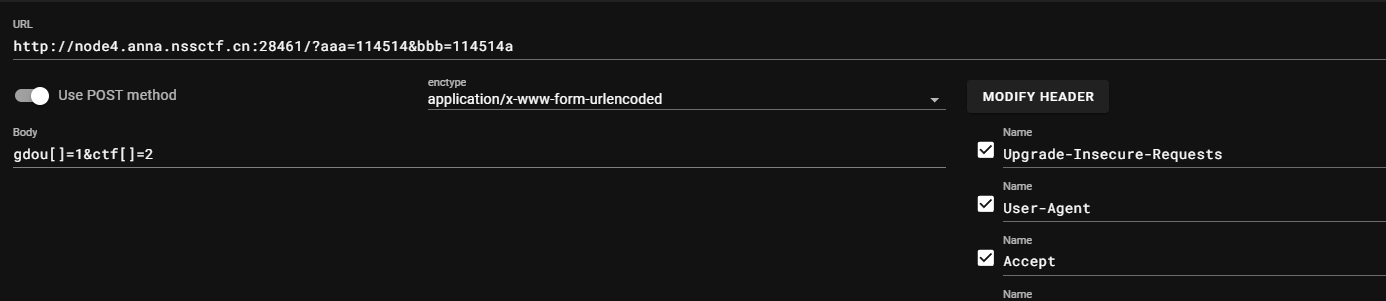 URL
http://node4.anna.nssctf.cn:28461/?aaa=114514&bbb=114514a
Use POST method
enctype
application/x-www-form-urlencoded
MODIFY HEADER
Body
gdou[]=1&ctf[]=2
Name
Upgrade-Insecure-Requests
Name
User-Agent
Name
Accept
Name